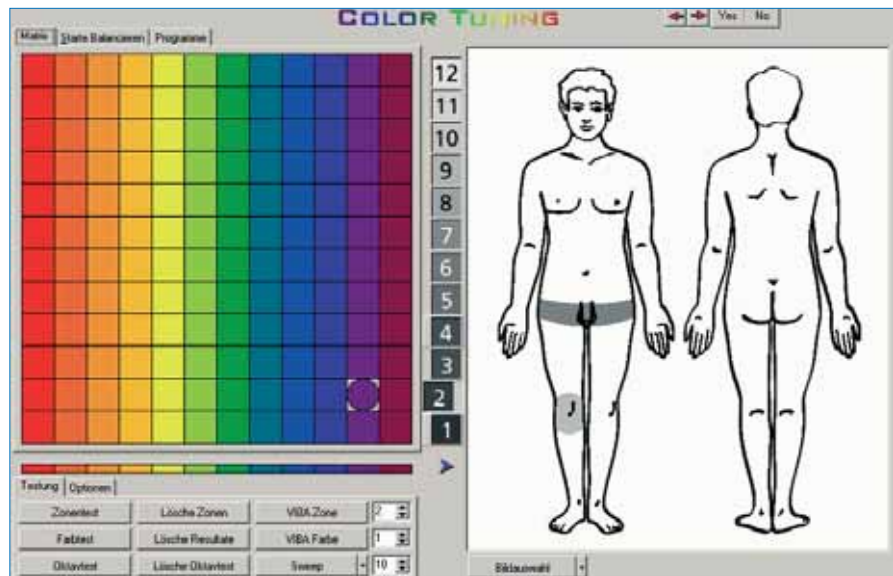 COLOR TUNING
Yes No
Matrix Starte Balancieren Programme
12
11
10
9
8
7
6
5
4
3
2
1
Testung Optionen
Zonentest Lösche Zonen VIBA Zone 2
Farbtest Lösche Resultate VIBA Farbe 1
Oktavtest Lösche Oktavtest Sweep 10
Bildauswahl